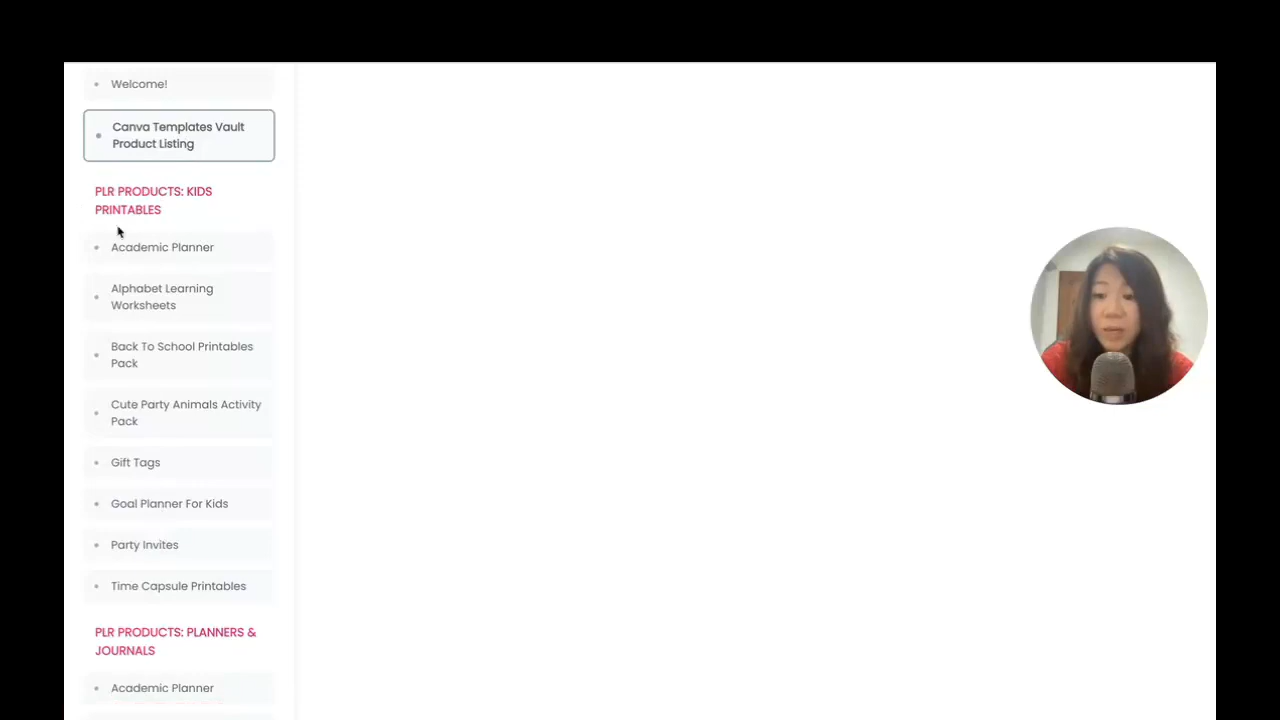 Welcome!
Canva Templates Vault
Product Listing
PLR PRODUCTS: KIDS
PRINTABLES
Academic Planner
Alphabet Learning
Worksheets
Back To School Printables
Pack
Cute Party Animals Activity
Pack
Gift Tags
Goal Planner For Kids
Party Invites
Time Capsule Printables
PLR PRODUCTS: PLANNERS &
JOURNALS
Academic Planner